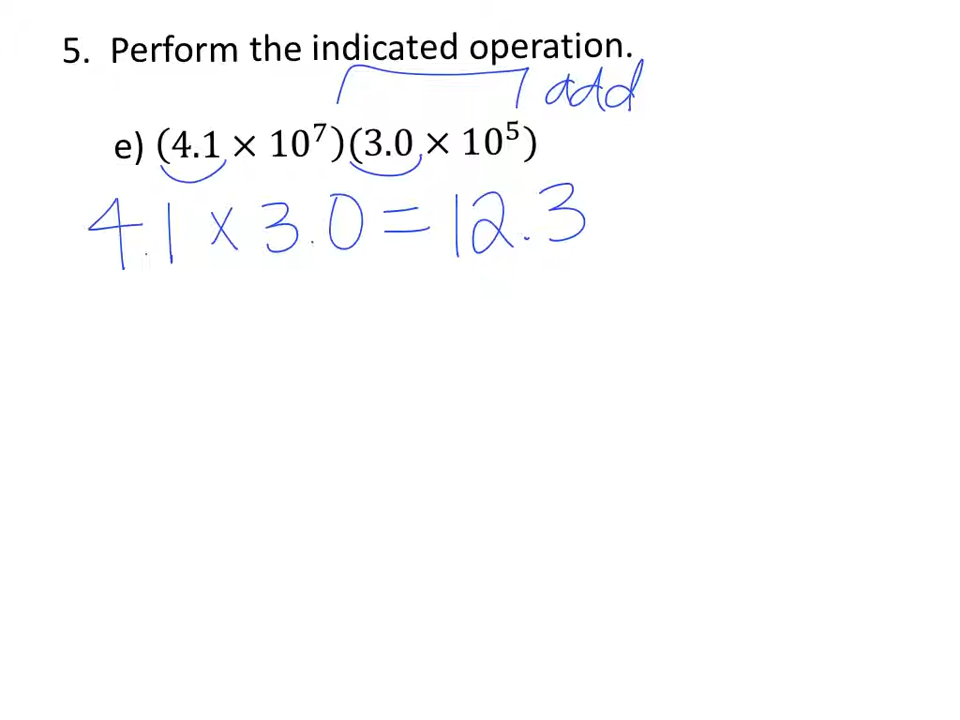 5. Perform the indicated operation.
add
e) (4.1 × 10⁷)(3.0 × 10⁵)
4.1 × 3.0 = 12.3